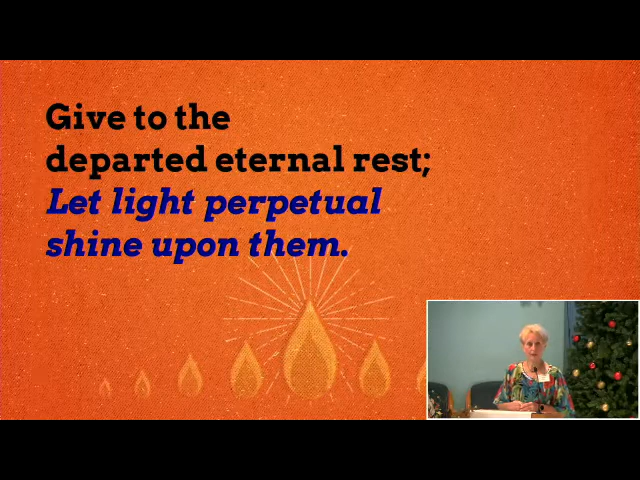 Give to the
departed eternal rest;
Let light perpetual
shine upon them.